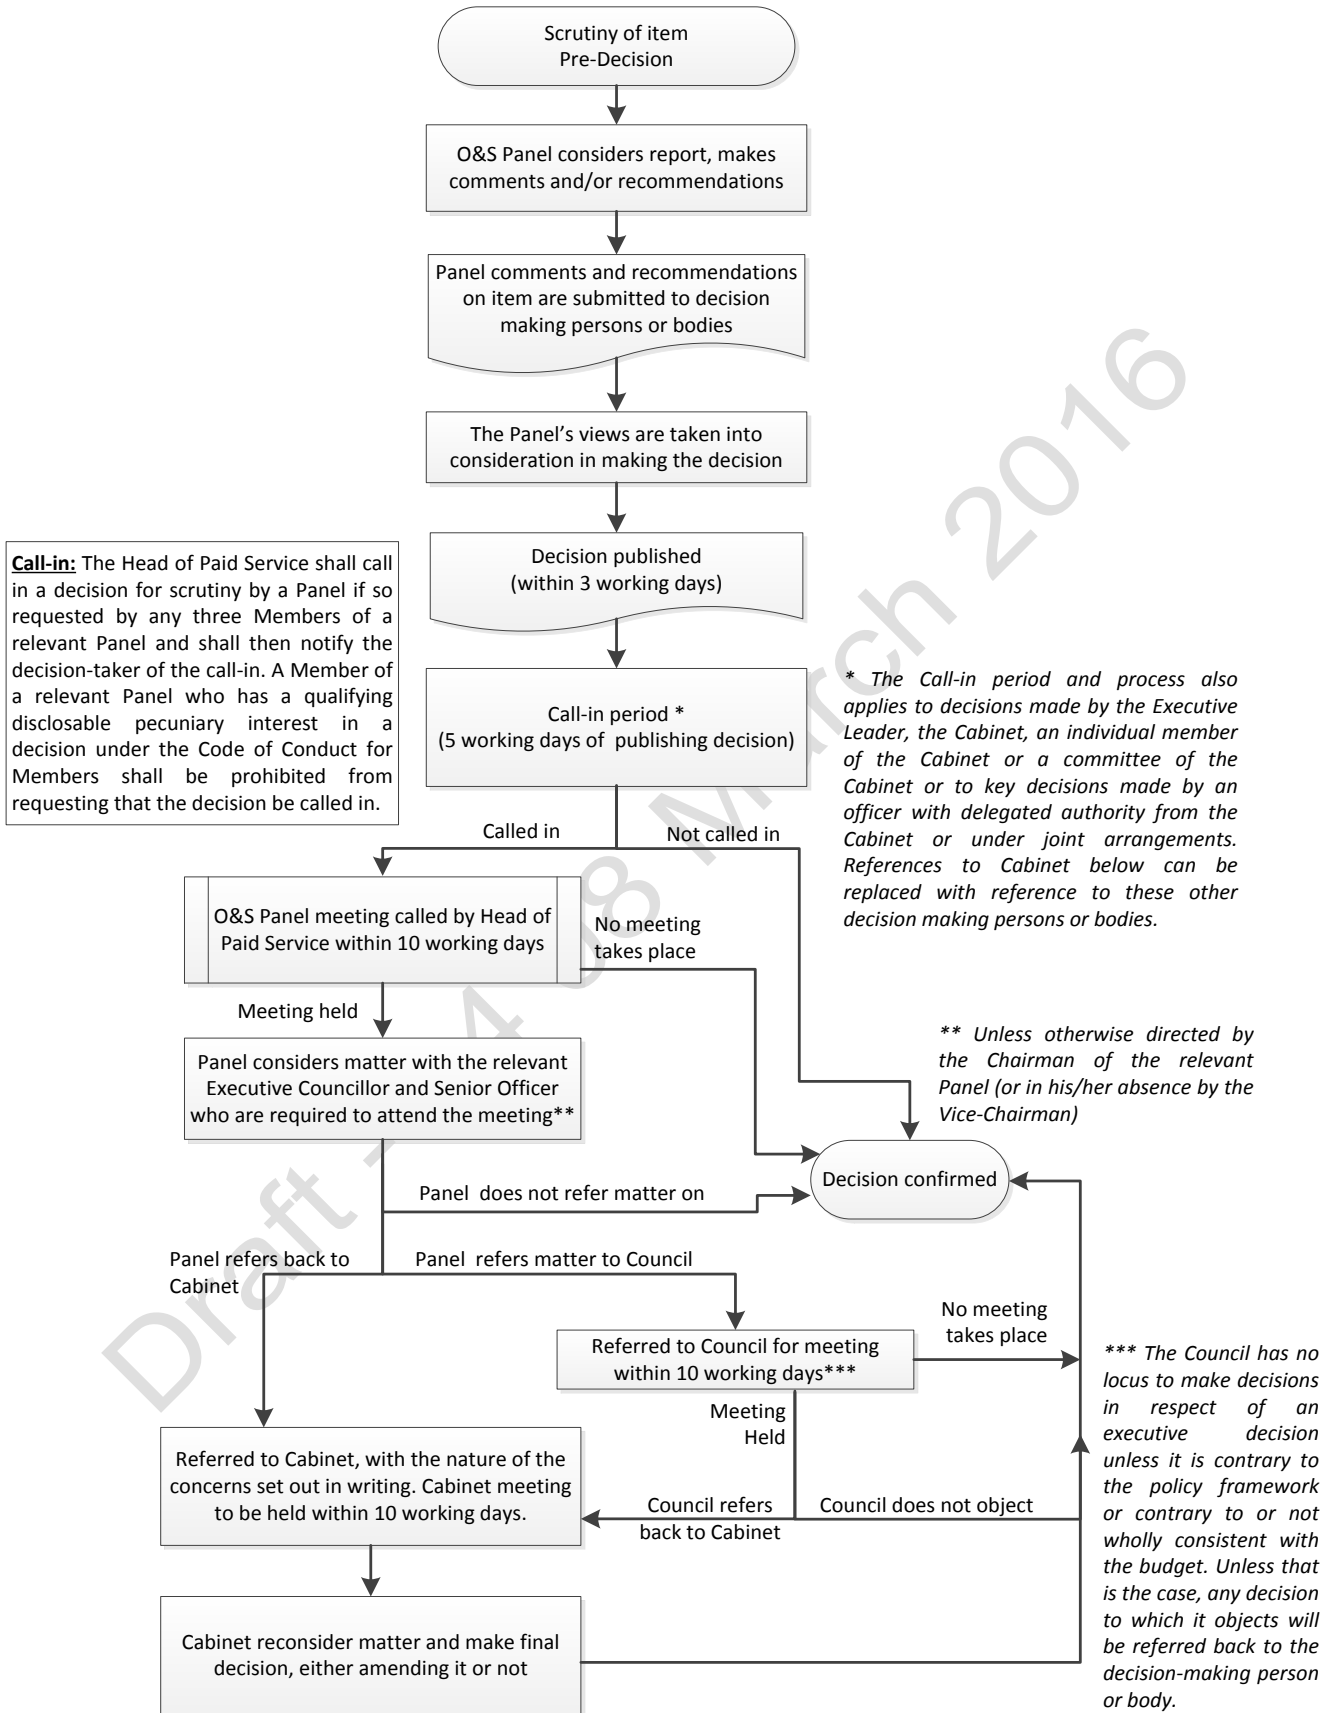 Scrutiny of item
Pre-Decision
O&S Panel considers report, makes
comments and/or recommendations
Panel comments and recommendations
on item are submitted to decision
making persons or bodies
The Panel's views are taken into
consideration in making the decision
Decision published
(within 3 working days)
Call-in: The Head of Paid Service shall call
in a decision for scrutiny by a Panel if so
requested by any three Members of a
relevant Panel and shall then notify the
decision-taker of the call-in. A Member of
a relevant Panel who has a qualifying
disclosable pecuniary interest in a
decision under the Code of Conduct for
Members shall be prohibited from
requesting that the decision be called in.
Call-in period *
(5 working days of publishing decision)
* The Call-in period and process also
applies to decisions made by the Executive
Leader, the Cabinet, an individual member
of the Cabinet or a committee of the
Cabinet or to key decisions made by an
officer with delegated authority from the
Cabinet or under joint arrangements.
References to Cabinet below can be
replaced with reference to these other
decision making persons or bodies.
Called in
Not called in
O&S Panel meeting called by Head of
Paid Service within 10 working days
No meeting
takes place
Meeting held
Panel considers matter with the relevant
Executive Councillor and Senior Officer
who are required to attend the meeting**
** Unless otherwise directed by
the Chairman of the relevant
Panel (or in his/her absence by the
Vice-Chairman)
Decision confirmed
Panel does not refer matter on
Panel refers back to
Cabinet
Panel refers matter to Council
Referred to Council for meeting
within 10 working days***
No meeting
takes place
Meeting
Held
*** The Council has no
locus to make decisions
in respect of an
executive decision
unless it is contrary to
the policy framework
or contrary to or not
wholly consistent with
the budget. Unless that
is the case, any decision
to which it objects will
be referred back to the
decision-making person
or body.
Referred to Cabinet, with the nature of the
concerns set out in writing. Cabinet meeting
to be held within 10 working days.
Council refers
back to Cabinet
Council does not object
Cabinet reconsider matter and make final
decision, either amending it or not
Draft - 4 08 March 2016